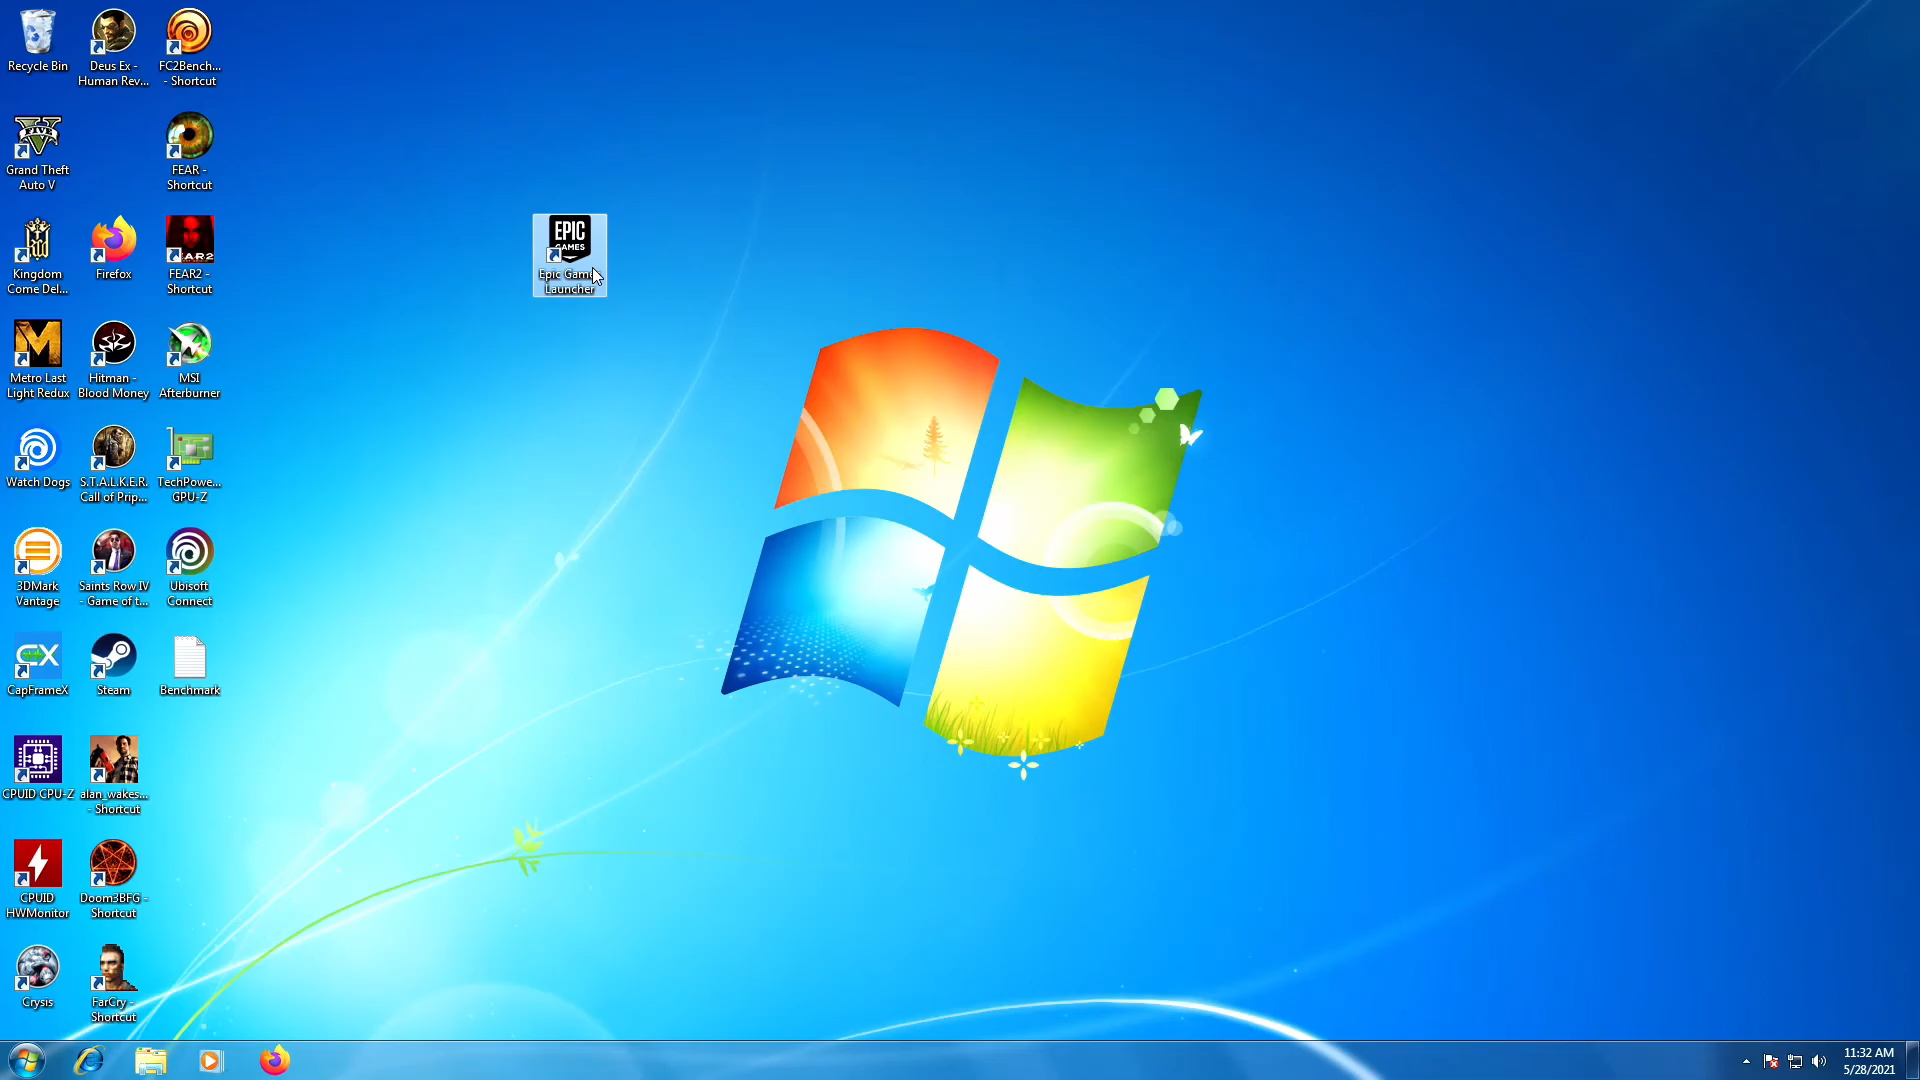 Recycle Bin
Deus Ex -
Human Rev...
FC2Bench...
- Shortcut
FIVE
Grand Theft
Auto V
FEAR -
Shortcut
Kingdom
Come Del...
Firefox
FEAR2 -
Shortcut
EPIC
GAMES
Epic Games
Launcher
Metro Last
Light Redux
Hitman -
Blood Money
MSI
Afterburner
Watch Dogs
S.T.A.L.K.E.R.
Call of Prip...
TechPowe...
GPU-Z
3DMark
Vantage
Saints Row IV
- Game of t...
Ubisoft
Connect
CX
CapFrameX
Steam
Benchmark
CPUID CPU-Z
alan_wakes...
- Shortcut
CPUID
HWMonitor
Doom3BFG -
Shortcut
Crysis
FarCry -
Shortcut
11:32 AM
5/28/2021